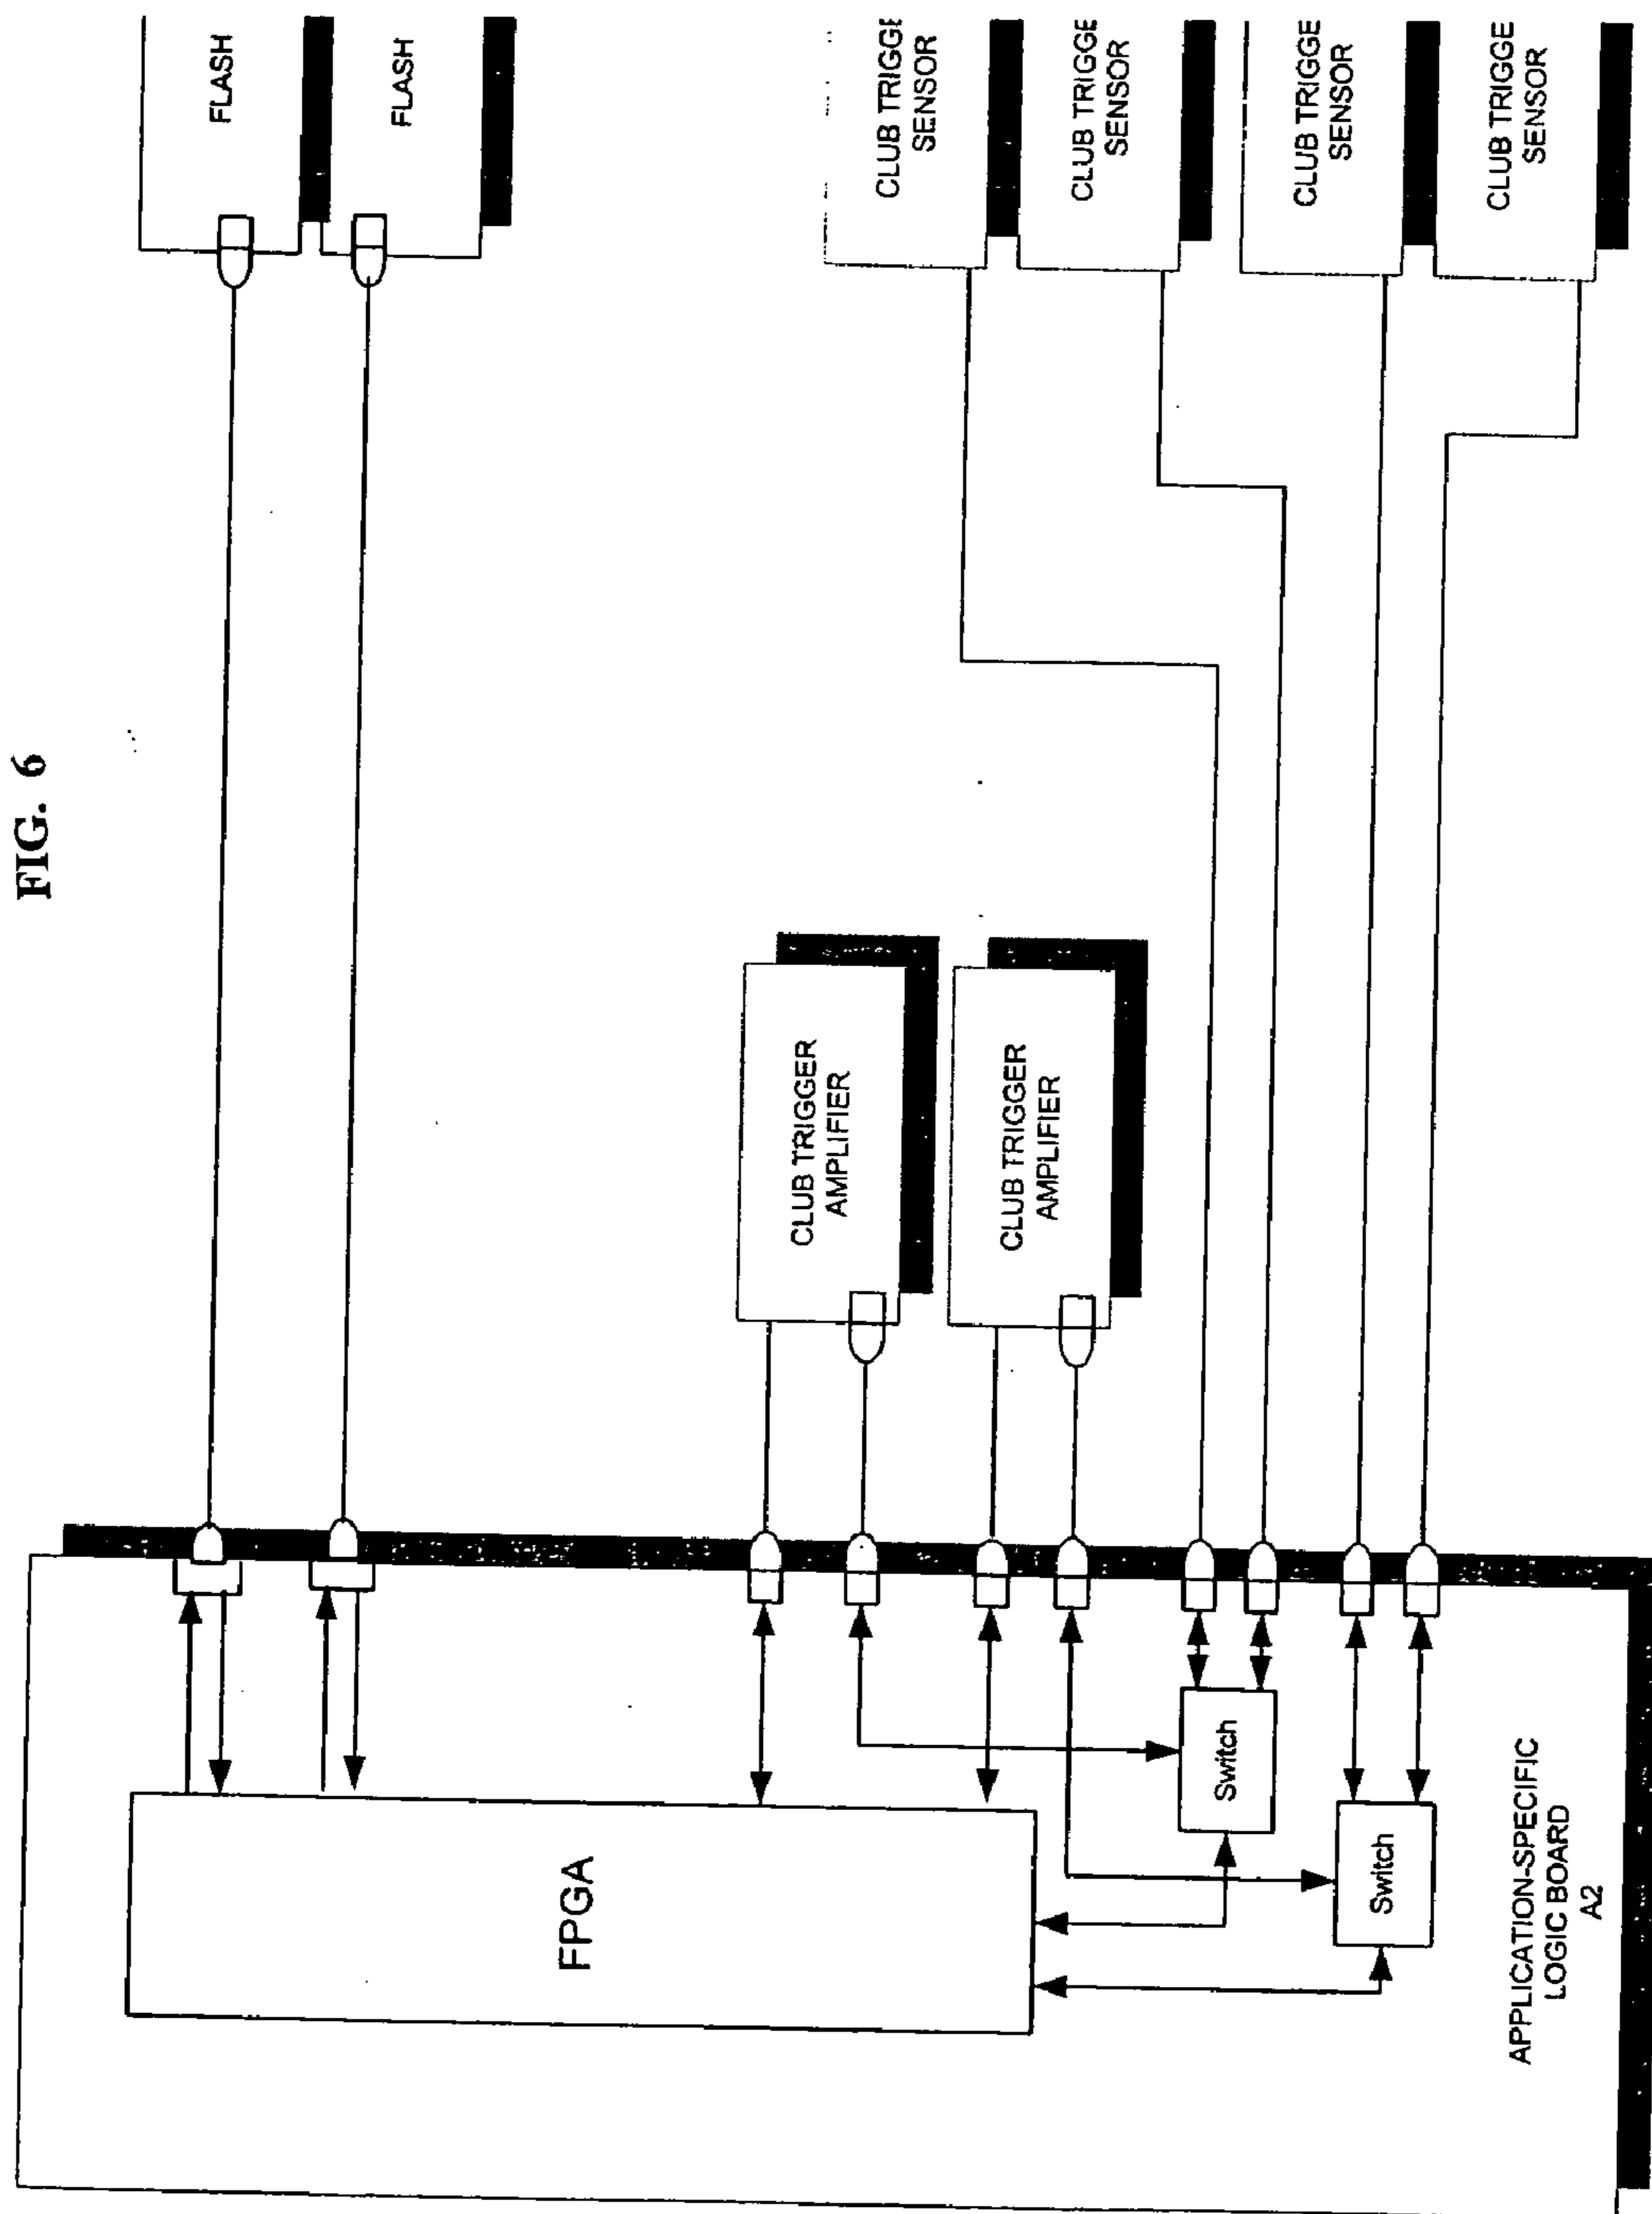 FIG. 6
FLASH
FLASH
CLUB TRIGGE
SENSOR
CLUB TRIGGE
SENSOR
CLUB TRIGGE
SENSOR
CLUB TRIGGE
SENSOR
CLUB TRIGGER
AMPLIFIER
CLUB TRIGGER
AMPLIFIER
FPGA
Switch
Switch
APPLICATION-SPECIFIC
LOGIC BOARD
A2